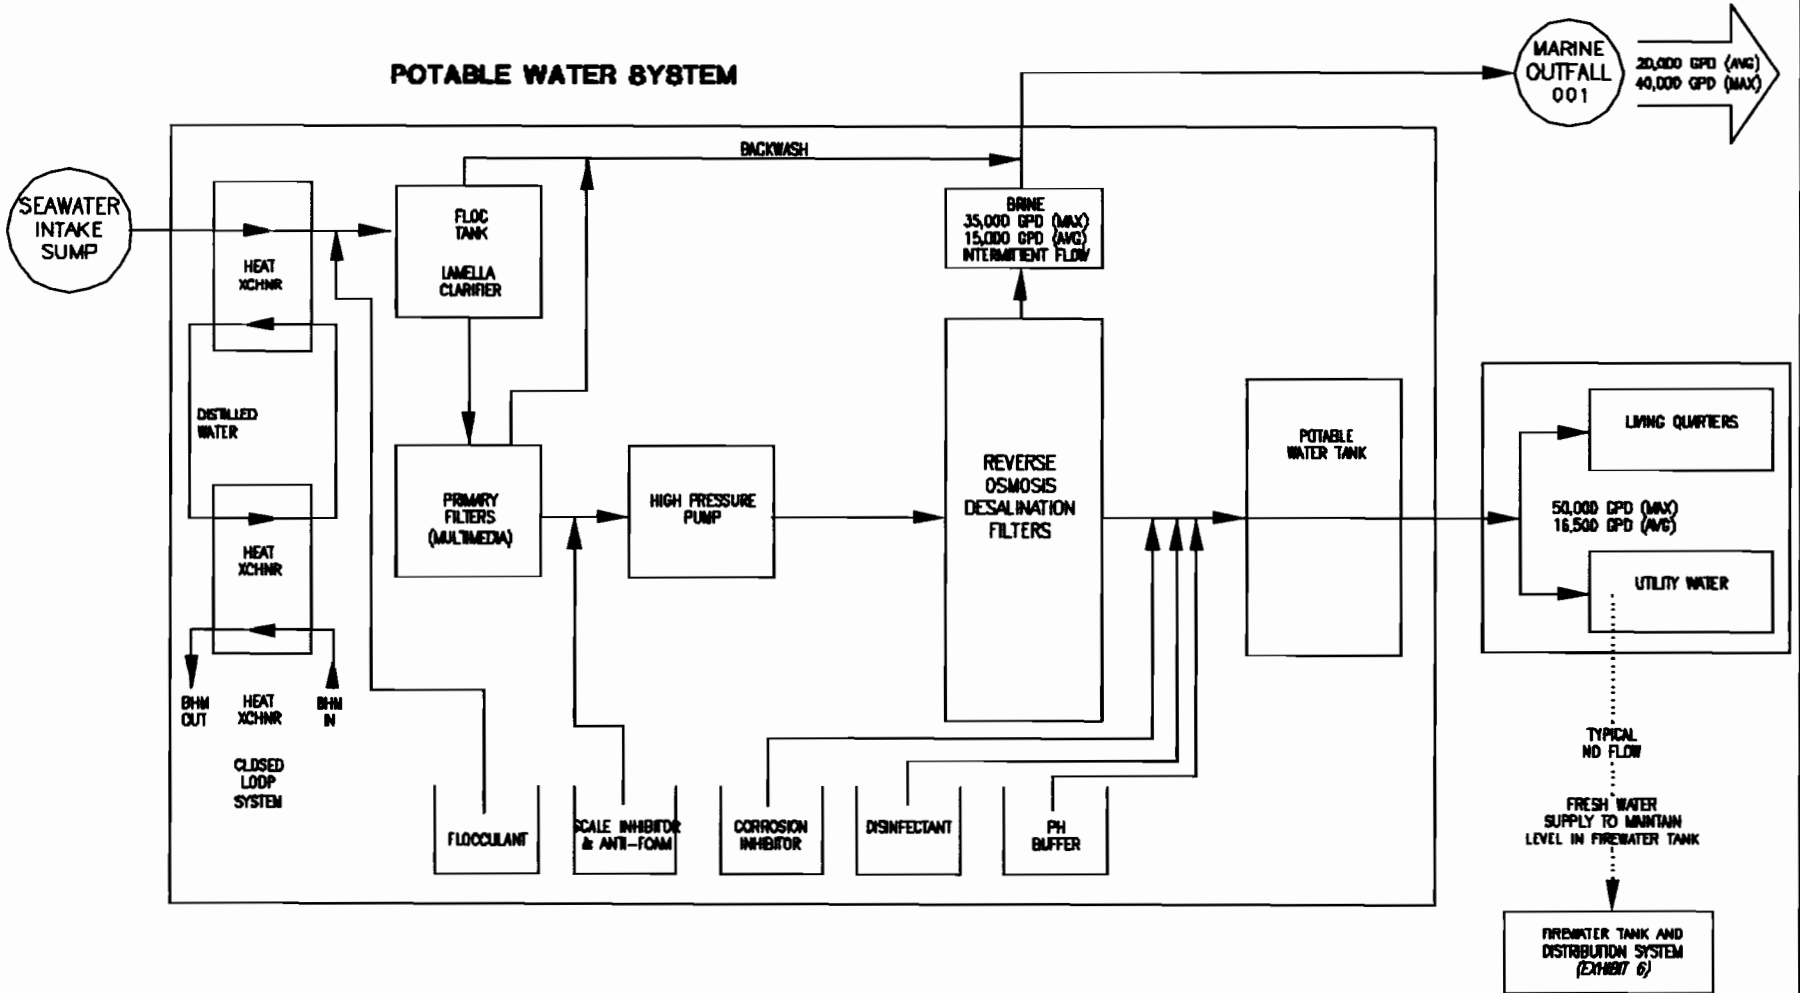 POTABLE WATER SYSTEM
MARINE
OUTFALL
001
20,000 GPD (AVG)
40,000 GPD (MAX)
BACKWASH
SEAWATER
INTAKE
SUMP
HEAT
XCHNR
FLOC
TANK
LAMELLA
CLARIFIER
BRINE
35,000 GPD (MAX)
15,000 GPD (AVG)
INTERMITTENT FLOW
DISTILLED
WATER
HEAT
XCHNR
PRIMARY
FILTERS
(MULTIMEDIA)
HIGH PRESSURE
PUMP
REVERSE
OSMOSIS
DESALINATION
FILTERS
POTABLE
WATER TANK
LIVING QUARTERS
50,000 GPD (MAX)
16,500 GPD (AVG)
UTILITY WATER
BHM
OUT
HEAT
XCHNR
BHM
IN
CLOSED
LOOP
SYSTEM
FLOCCULANT
SCALE INHIBITOR
& ANTI-FOAM
CORROSION
INHIBITOR
DISINFECTANT
PH
BUFFER
TYPICAL
NO FLOW
FRESH WATER
SUPPLY TO MAINTAIN
LEVEL IN FIREWATER TANK
FIREWATER TANK AND
DISTRIBUTION SYSTEM
(EXHIBIT 6)